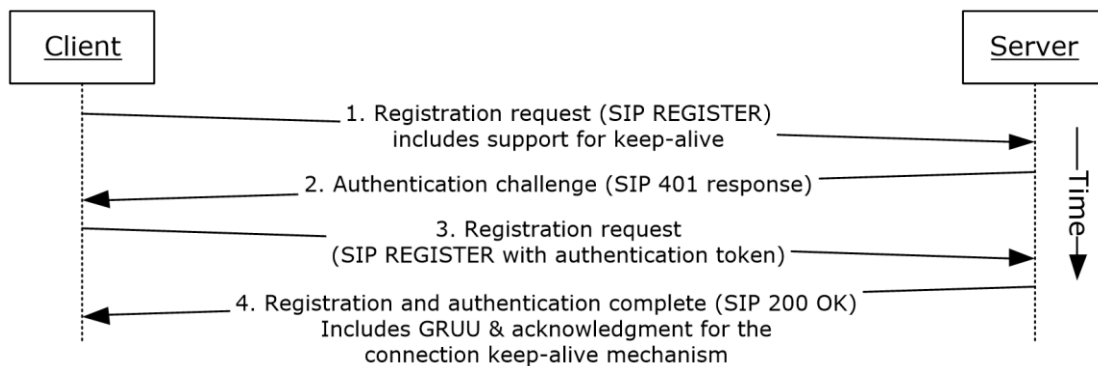 Client
Server
1. Registration request (SIP REGISTER)
includes support for keep-alive
2. Authentication challenge (SIP 401 response)
3. Registration request
(SIP REGISTER with authentication token)
4. Registration and authentication complete (SIP 200 OK)
Includes GRUU & acknowledgment for the
connection keep-alive mechanism
Time